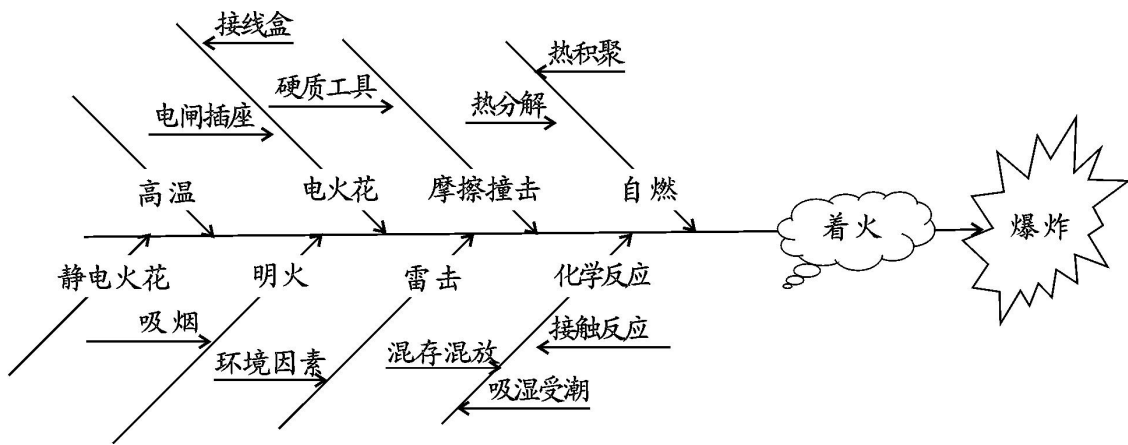 接线盒
热积聚
硬质工具
电闸插座
热分解
高温
电火花
摩擦撞击
自燃
着火
爆炸
静电火花
明火
雷击
化学反应
吸烟
接触反应
环境因素
混存混放
吸湿受潮